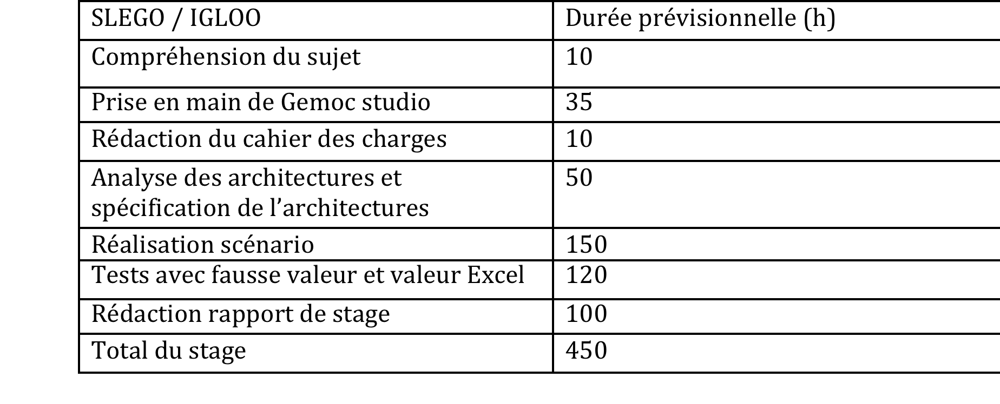 SLEGO / IGLOO Durée prévisionnelle (h)
Compréhension du sujet 10
Prise en main de Gemoc studio 35
Rédaction du cahier des charges 10
Analyse des architectures et 50
spécification de l’architectures
Réalisation scénario 150
Tests avec fausse valeur et valeur Excel 120
Rédaction rapport de stage 100
Total du stage 450